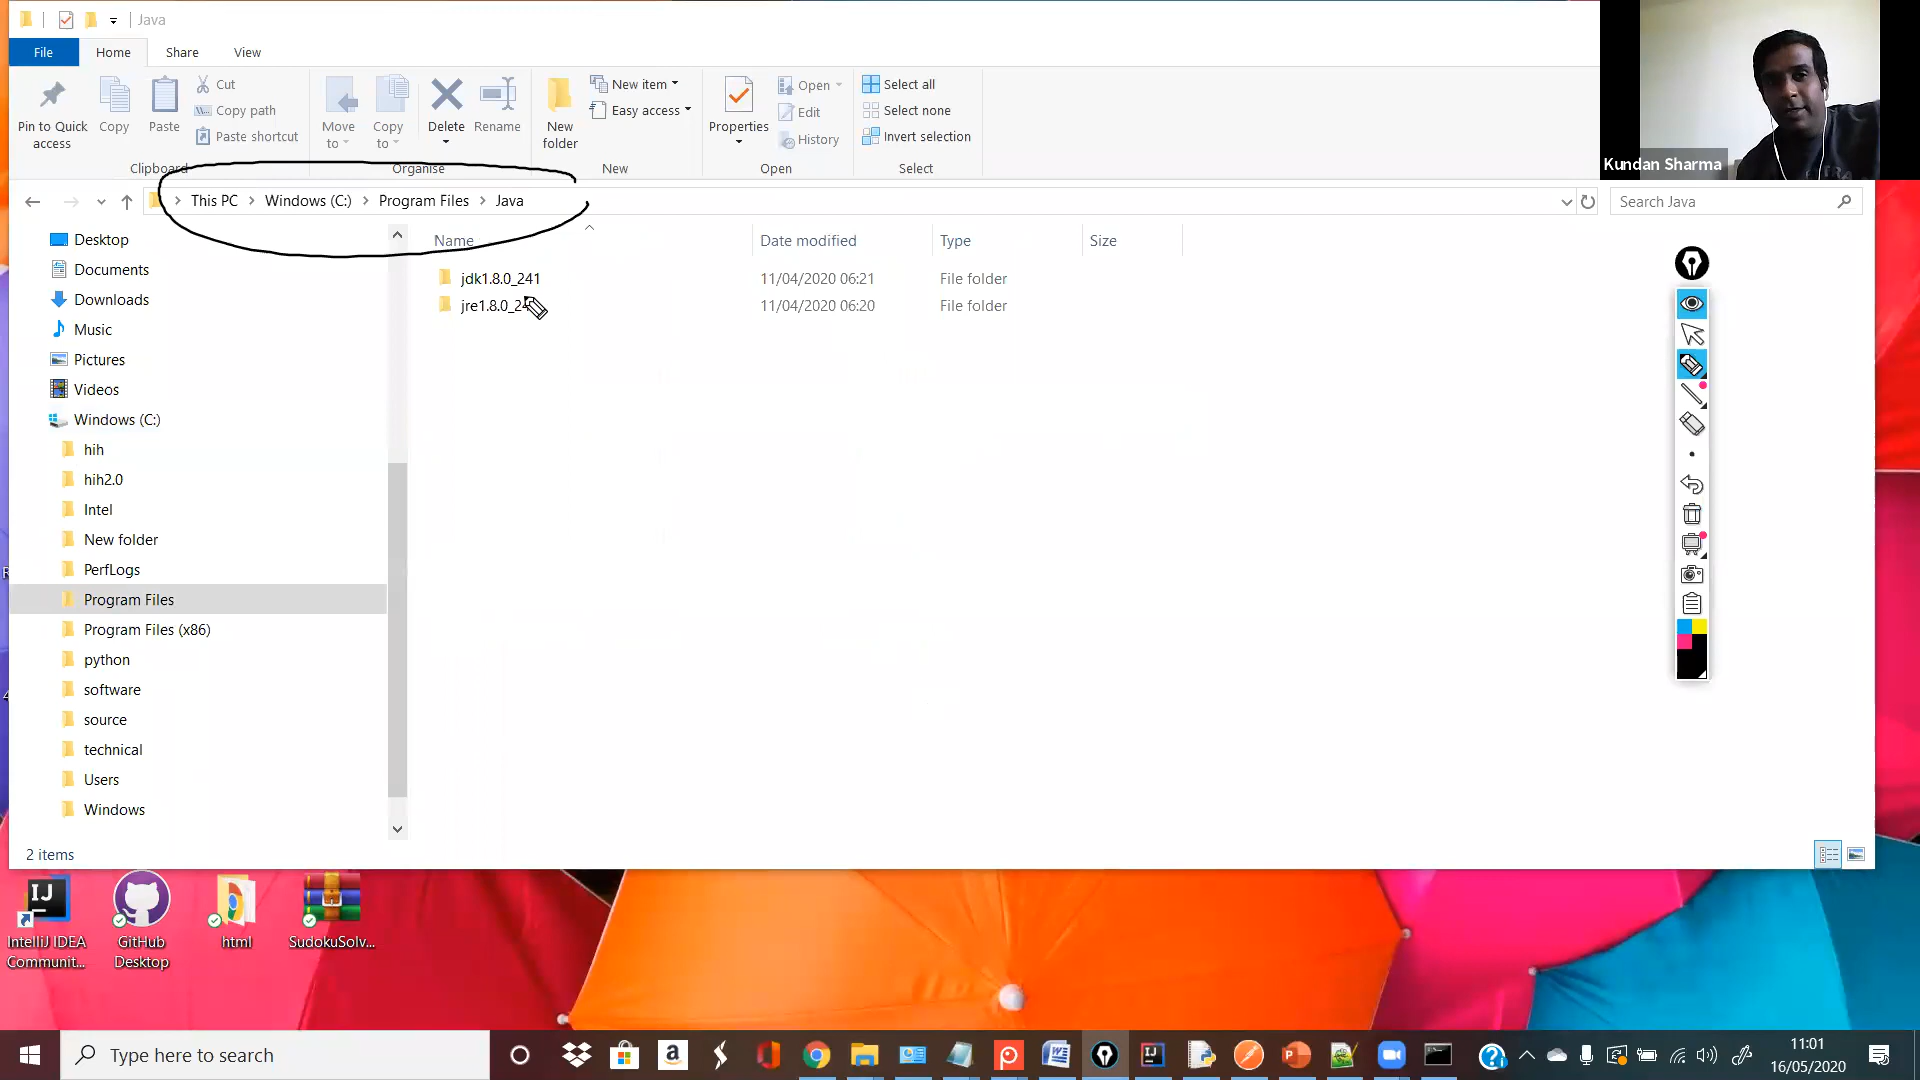 Java
File Home Share View
Pin to Quick access
Copy
Paste
Cut
Copy path
Paste shortcut
Clipboard
Move to
Copy to
Delete
Rename
Organise
New folder
New item
Easy access
New
Properties
Open
Edit
History
Open
Select all
Select none
Invert selection
Select
Kundan Sharma
This PC > Windows (C:) > Program Files > Java
Search Java
Name Date modified Type Size
jdk1.8.0_241 11/04/2020 06:21 File folder
jre1.8.0_2 11/04/2020 06:20 File folder
Desktop
Documents
Downloads
Music
Pictures
Videos
Windows (C:)
hih
hih2.0
Intel
New folder
PerfLogs
Program Files
Program Files (x86)
python
software
source
technical
Users
Windows
2 items
IntelliJ IDEA
Communit...
GitHub
Desktop
html
SudokuSolv...
Type here to search
11:01
16/05/2020